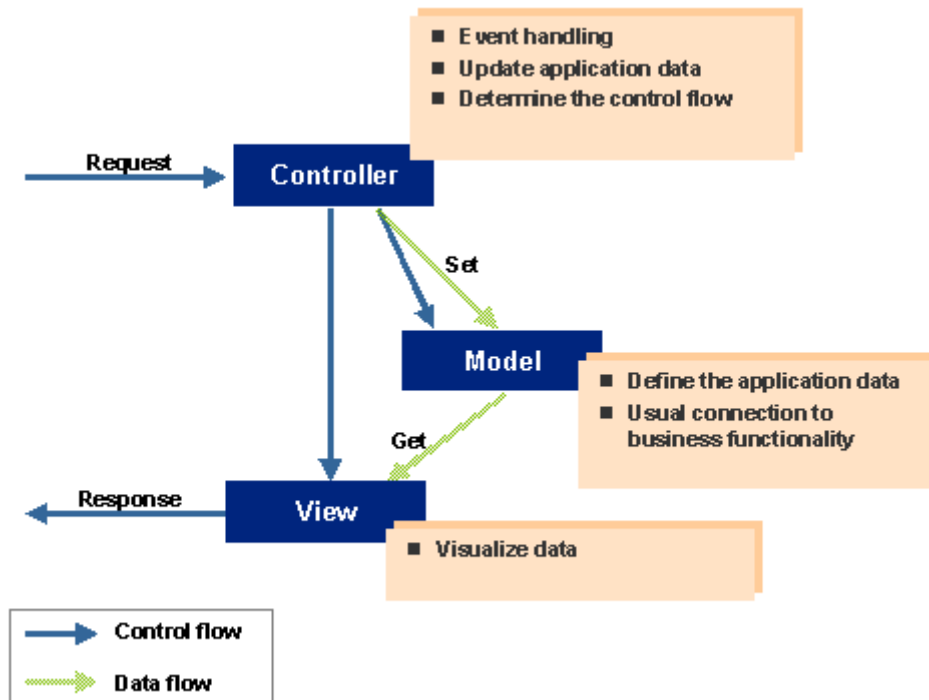 ■ Event handling
■ Update application data
■ Determine the control flow
Request
Controller
Set
Model
■ Define the application data
■ Usual connection to
business functionality
Get
Response
View
■ Visualize data
Control flow
Data flow